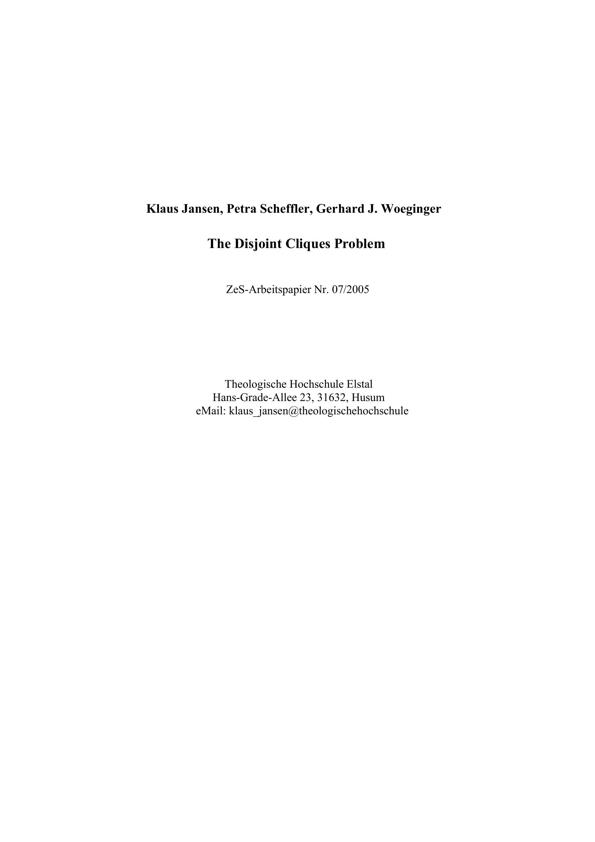 Klaus Jansen, Petra Scheffler, Gerhard J. Woeginger
The Disjoint Cliques Problem
ZeS-Arbeitspapier Nr. 07/2005
Theologische Hochschule Elstal
Hans-Grade-Allee 23, 31632, Husum
eMail: klaus_jansen@theologischehochschule